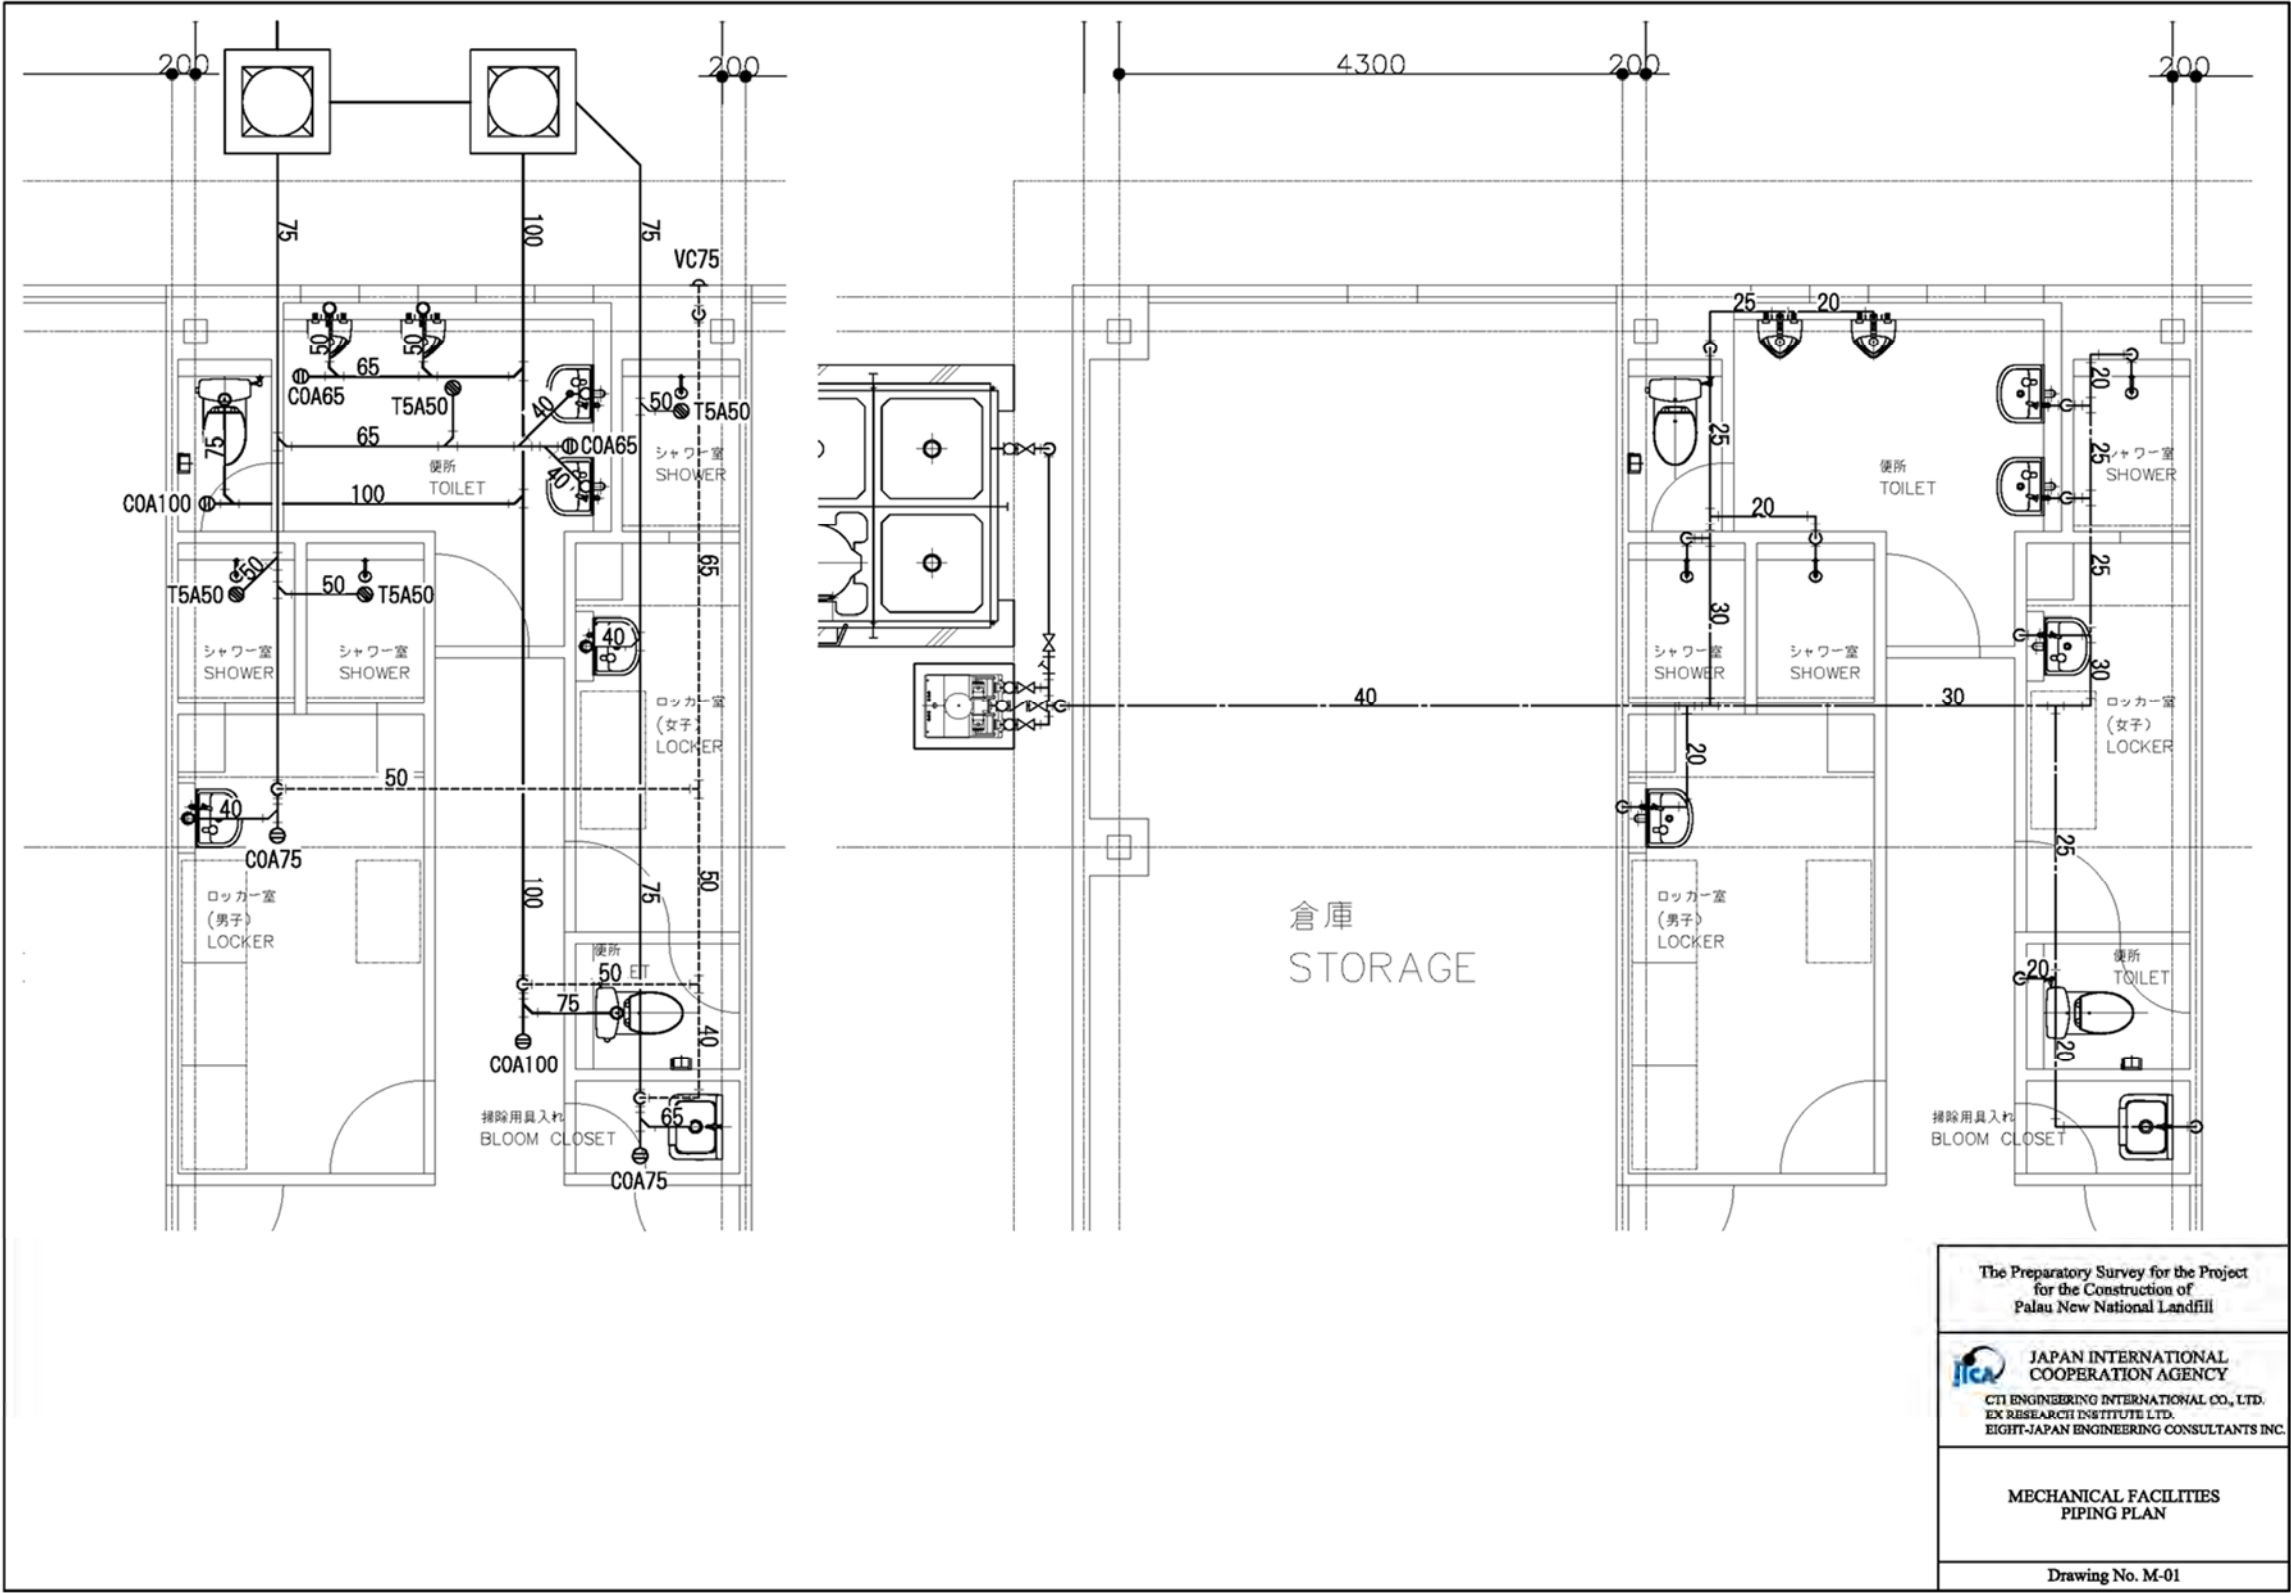 200
200
4300
200
200
75
100
75
VC75
50
50
65
COA65
T5A50
40
50
T5A50
65
COA65
75
便所
TOILET
シャワー室
SHOWER
40
COA100
100
50
T5A50
50
T5A50
65
シャワー室
SHOWER
シャワー室
SHOWER
40
ロッカー室
(女子)
LOCKER
50
40
COA75
ロッカー室
(男子)
LOCKER
100
75
50
便所
50
75
40
COA100
65
掃除用具入れ
BLOOM CLOSET
COA75
25
20
20
25
25
便所
TOILET
シャワー室
SHOWER
20
25
30
シャワー室
SHOWER
シャワー室
SHOWER
30
40
30
ロッカー室
(女子)
LOCKER
20
25
ロッカー室
(男子)
LOCKER
倉庫
STORAGE
便所
TOILET
20
20
掃除用具入れ
BLOOM CLOSET
The Preparatory Survey for the Project
for the Construction of
Palau New National Landfill
jica
JAPAN INTERNATIONAL
COOPERATION AGENCY
CTI ENGINEERING INTERNATIONAL CO., LTD.
EX RESEARCH INSTITUTE LTD.
EIGHT-JAPAN ENGINEERING CONSULTANTS INC.
MECHANICAL FACILITIES
PIPING PLAN
Drawing No. M-01